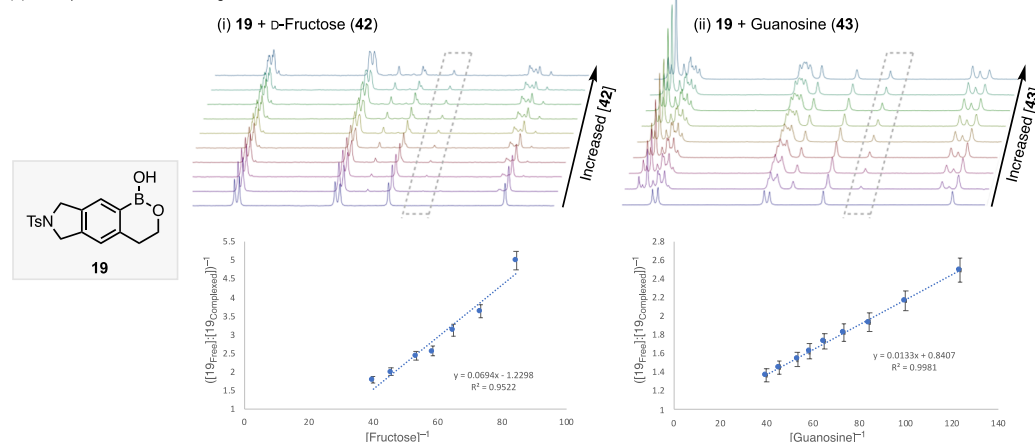 (i) 19 + D-Fructose (42)
(ii) 19 + Guanosine (43)
Increased [42]
Increased [43]
OH
B
O
TsN
19
([19Free]:[19Complexed])⁻¹
5.5
5
4.5
4
3.5
3
2.5
2
1.5
1
0 20 40 60 80 100
[Fructose]⁻¹
y = 0.0694x - 1.2298
R² = 0.9522
([19Free]:[19Complexed])⁻¹
2.8
2.6
2.4
2.2
2
1.8
1.6
1.4
1.2
1
0 20 40 60 80 100 120 140
[Guanosine]⁻¹
y = 0.0133x + 0.8407
R² = 0.9981